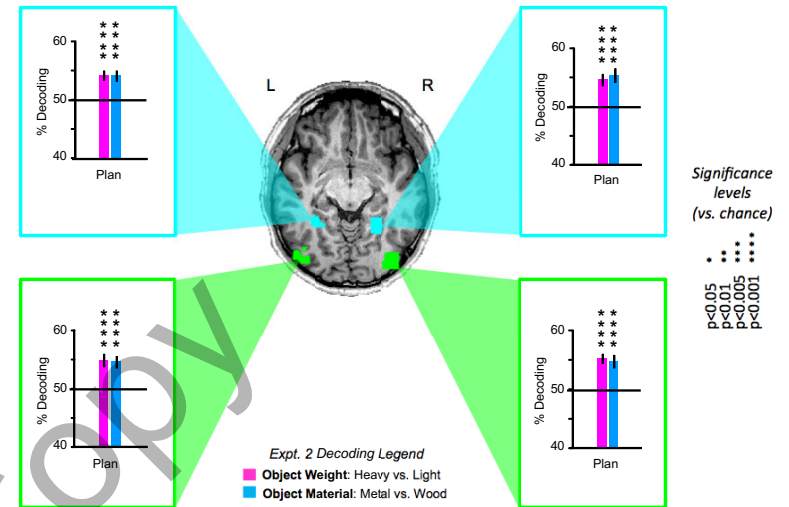 ****
****
60
50
40
% Decoding
Plan
L
R
****
****
60
50
40
% Decoding
Plan
Significance
levels
(vs. chance)
* p<0.05
** p<0.01
*** p<0.005
**** p<0.001
****
****
60
50
40
% Decoding
Plan
****
****
60
50
40
% Decoding
Plan
Expt. 2 Decoding Legend
Object Weight: Heavy vs. Light
Object Material: Metal vs. Wood
opy